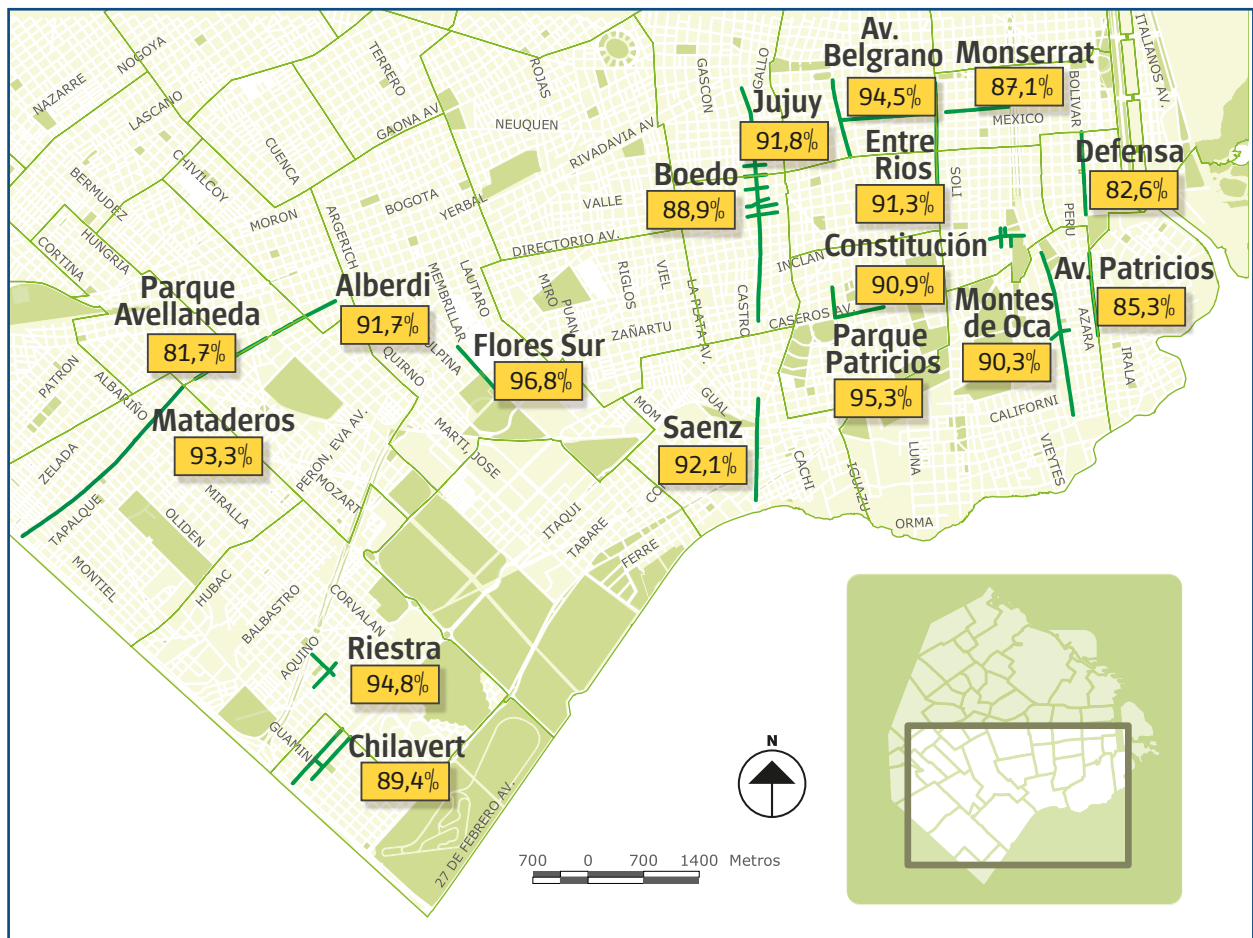 NOGOYA
NAZARRE
LASCANO
TERRERO
GAONA AV
ROJAS
NEUQUEN
RIVADAVIA AV
GASCON
GALLO
Av.
Belgrano
94,5%
Monserrat
87,1%
MEXICO
BOLIVAR
ITALIANOS AV.
Jujuy
91,8%
Entre
Rios
91,3%
SOLI
Defensa
82,6%
PERU
Boedo
88,9%
BERMUDEZ
CHIVILCOY
CUENCA
MORON
ARGERICH
BOGOTA
YERBAL
VALLE
DIRECTORIO AV.
CORTINA
HUNGRIA
INCLAN
Constitución
90,9%
Av. Patricios
85,3%
Parque
Avellaneda
81,7%
Alberdi
91,7%
MEMBRILLAR
LAUTARO
MIRO
PUAN
RIGLOS
VIEL
LA PLATA AV.
CASTRO
ZAÑARTU
CASEROS AV.
Montes
de Oca
90,3%
AZARA
IRALA
Parque
Patricios
95,3%
Flores Sur
96,8%
ULPINA
QUIRNO
PATRON
ALBARIÑO
Mataderos
93,3%
ZELADA
TAPALQUE
PERON, EVA AV.
MOZART
MIRALLA
OLIDEN
MARTI, JOSE
MOM
GUAL
Saenz
92,1%
CO
CACHI
IGUAZU
LUNA
CALIFORNI
VIEYTES
ORMA
ITAQUI
TABARE
FERRE
MONTIEL
HUBAC
BALBASTRO
CORVALAN
AQUINO
Riestra
94,8%
GUAMINI
Chilavert
89,4%
27 DE FEBRERO AV.
N
700 0 700 1400 Metros